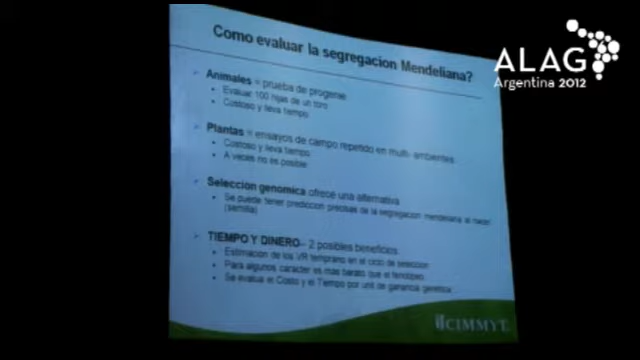 Como evaluar la segregacion Mendeliana?
ALAG
Argentina 2012
Animales = prueba de progenie
Evaluar 100 hijas de un toro
Costoso y lleva tiempo
Plantas = ensayos de campo repetido en multi- ambientes
Costoso y lleva tiempo
A veces no es posible
Selección genomica ofrece una alternativa
Se puede tener prediccion precisas de la segregacion mendeliana al nacer
(semilla)
TIEMPO Y DINERO– 2 posibles beneficios
Estimacion de los VR temprano en el ciclo de seleccion
Para algunos caracter es mas barato que el fenotipeo
Se evalua el Costo y el Tiempo por unit de ganancia genetica
CIMMYT